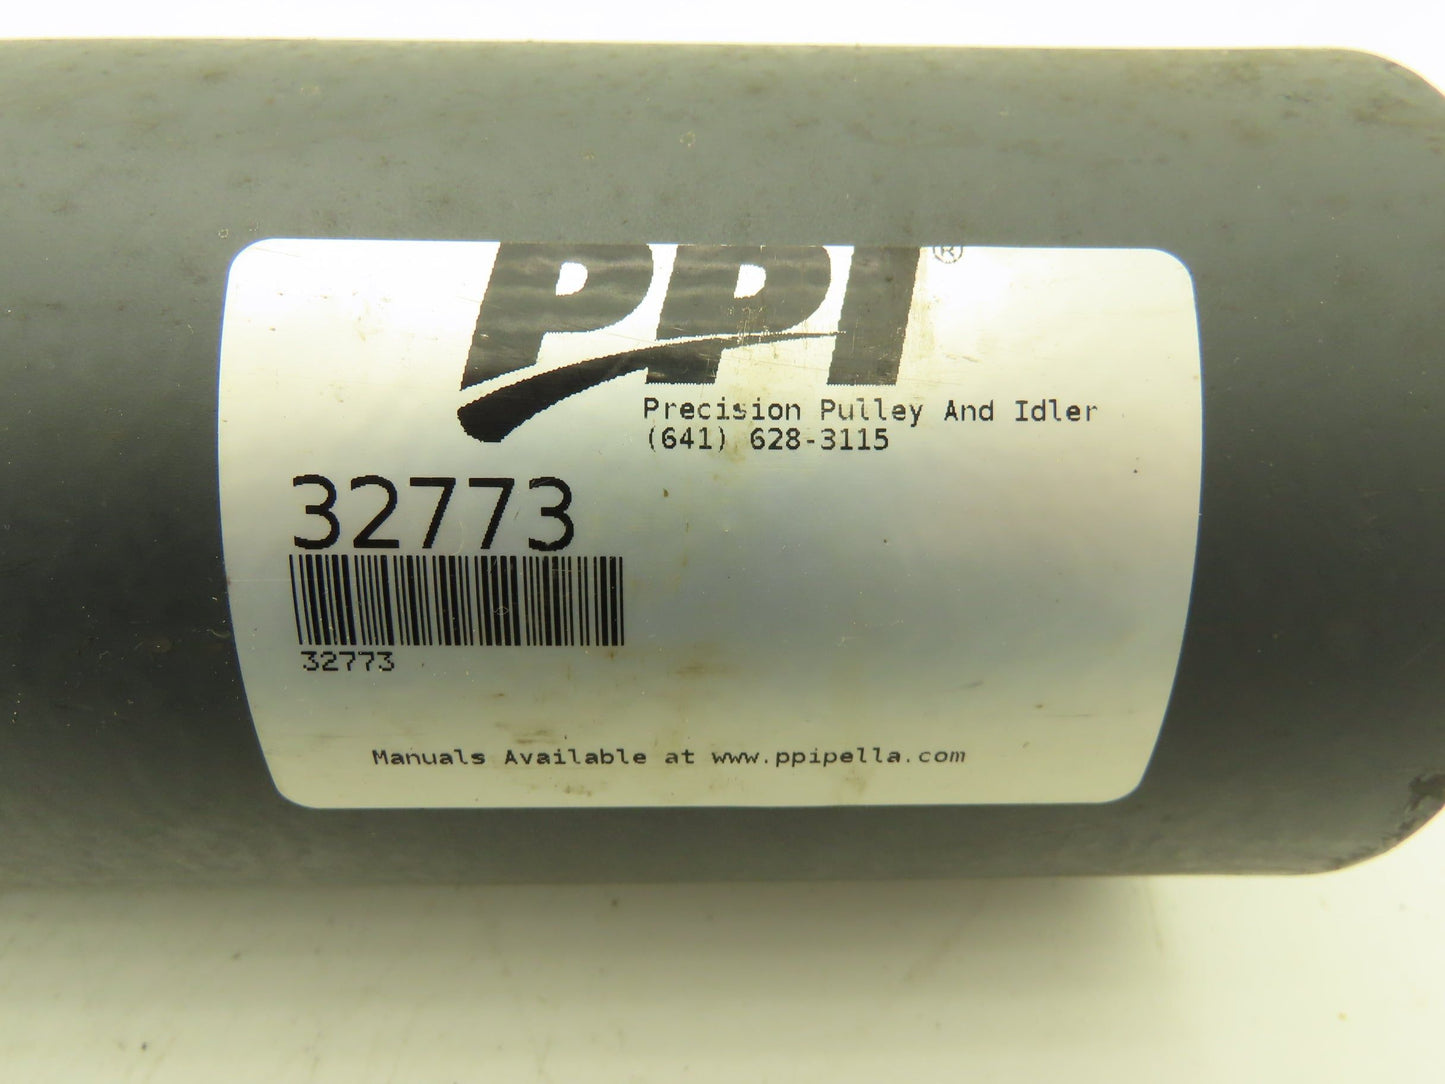 PPI®
Precision Pulley And Idler
(641) 628-3115
32773
32773
Manuals Available at www.ppipella.com